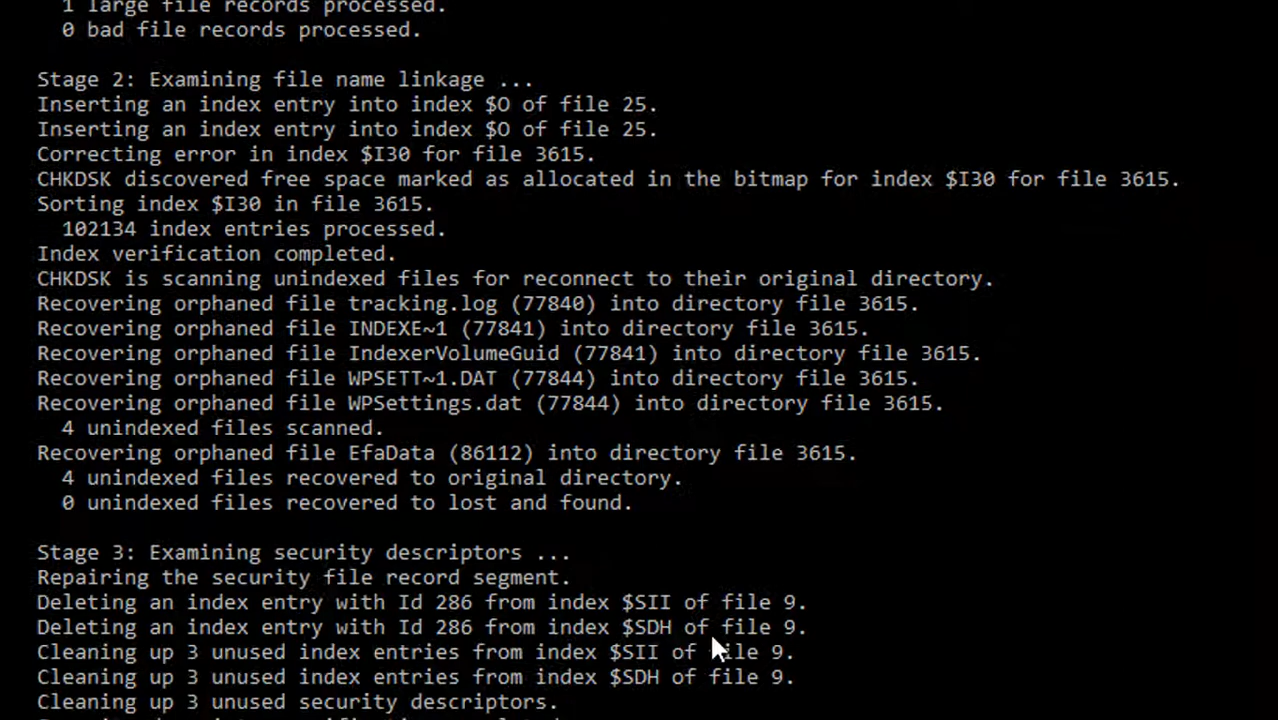 1 large file records processed.
0 bad file records processed.
Stage 2: Examining file name linkage ...
Inserting an index entry into index $O of file 25.
Inserting an index entry into index $O of file 25.
Correcting error in index $I30 for file 3615.
CHKDSK discovered free space marked as allocated in the bitmap for index $I30 for file 3615.
Sorting index $I30 in file 3615.
102134 index entries processed.
Index verification completed.
CHKDSK is scanning unindexed files for reconnect to their original directory.
Recovering orphaned file tracking.log (77840) into directory file 3615.
Recovering orphaned file INDEXE~1 (77841) into directory file 3615.
Recovering orphaned file IndexerVolumeGuid (77841) into directory file 3615.
Recovering orphaned file WPSETT~1.DAT (77844) into directory file 3615.
Recovering orphaned file WPSettings.dat (77844) into directory file 3615.
4 unindexed files scanned.
Recovering orphaned file EfaData (86112) into directory file 3615.
4 unindexed files recovered to original directory.
0 unindexed files recovered to lost and found.
Stage 3: Examining security descriptors ...
Repairing the security file record segment.
Deleting an index entry with Id 286 from index $SII of file 9.
Deleting an index entry with Id 286 from index $SDH of file 9.
Cleaning up 3 unused index entries from index $SII of file 9.
Cleaning up 3 unused index entries from index $SDH of file 9.
Cleaning up 3 unused security descriptors.